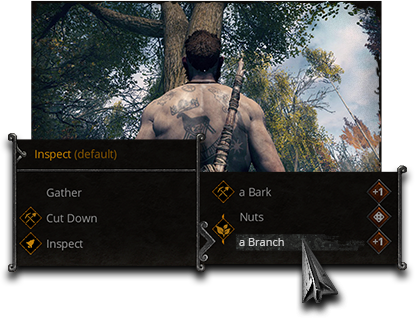 Inspect (default)
Gather
Cut Down
Inspect
a Bark +1
Nuts
a Branch +1